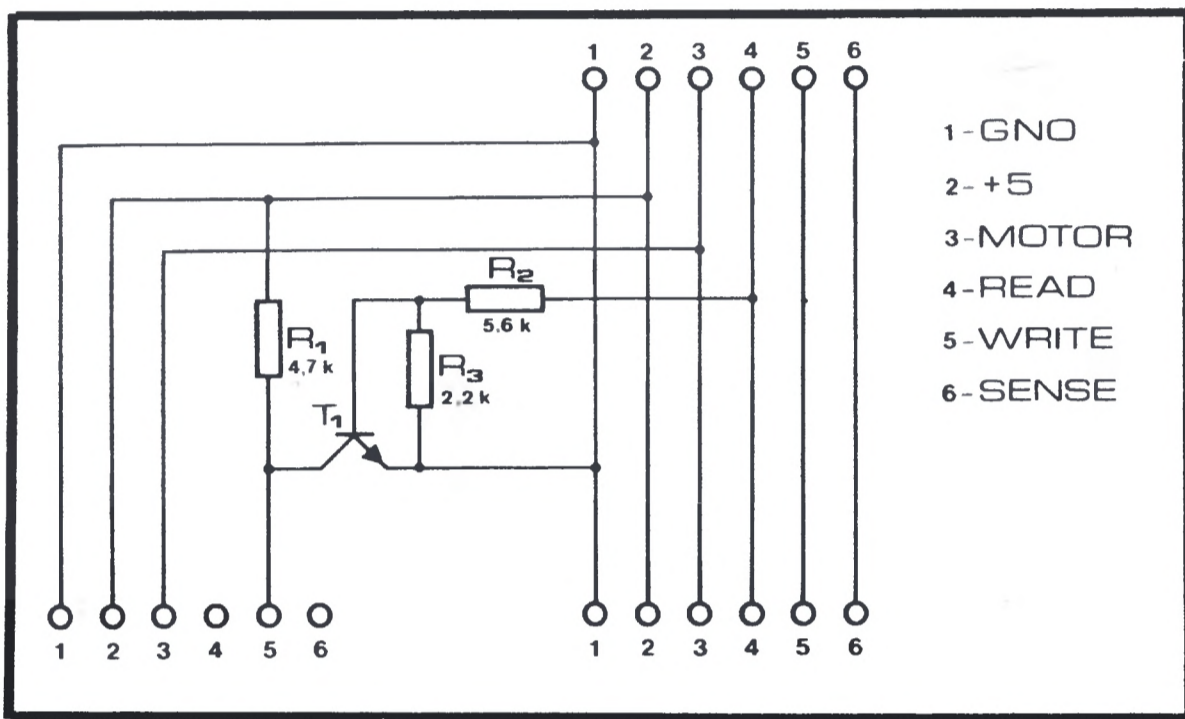 1 2 3 4 5 6
1-GNO
2-+5
3-MOTOR
4-READ
5-WRITE
6-SENSE
R2
5.6 k
R1
4,7 k
R3
2,2 k
T1
1 2 3 4 5 6
1 2 3 4 5 6